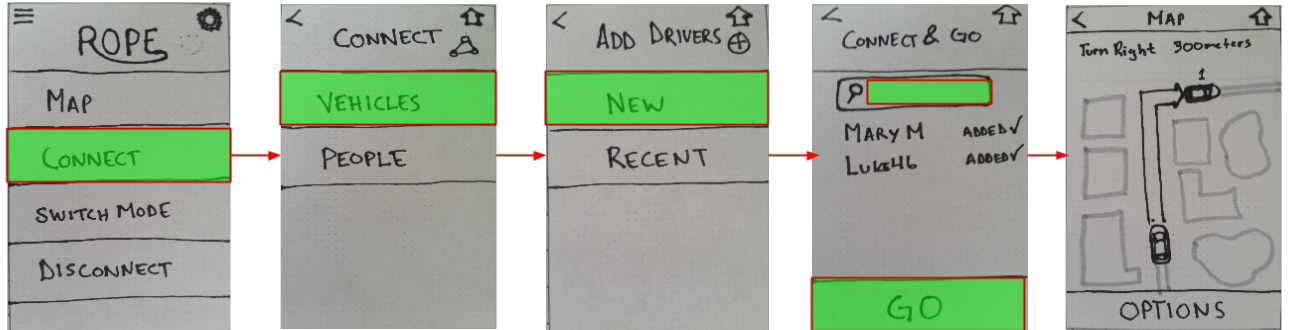 ROPE
MAP
CONNECT
SWITCH MODE
DISCONNECT
CONNECT
VEHICLES
PEOPLE
ADD DRIVERS
NEW
RECENT
CONNECT & GO
MARY M ADDED✓
LUKE46 ADDED✓
GO
MAP
Turn Right 300meters
1
OPTIONS